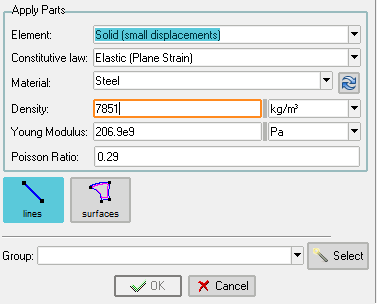 Apply Parts
Element: Solid (small displacements)
Constitutive law: Elastic (Plane Strain)
Material: Steel
Density: 7851 kg/m³
Young Modulus: 206.9e9 Pa
Poisson Ratio: 0.29
lines surfaces
Group: Select
OK Cancel